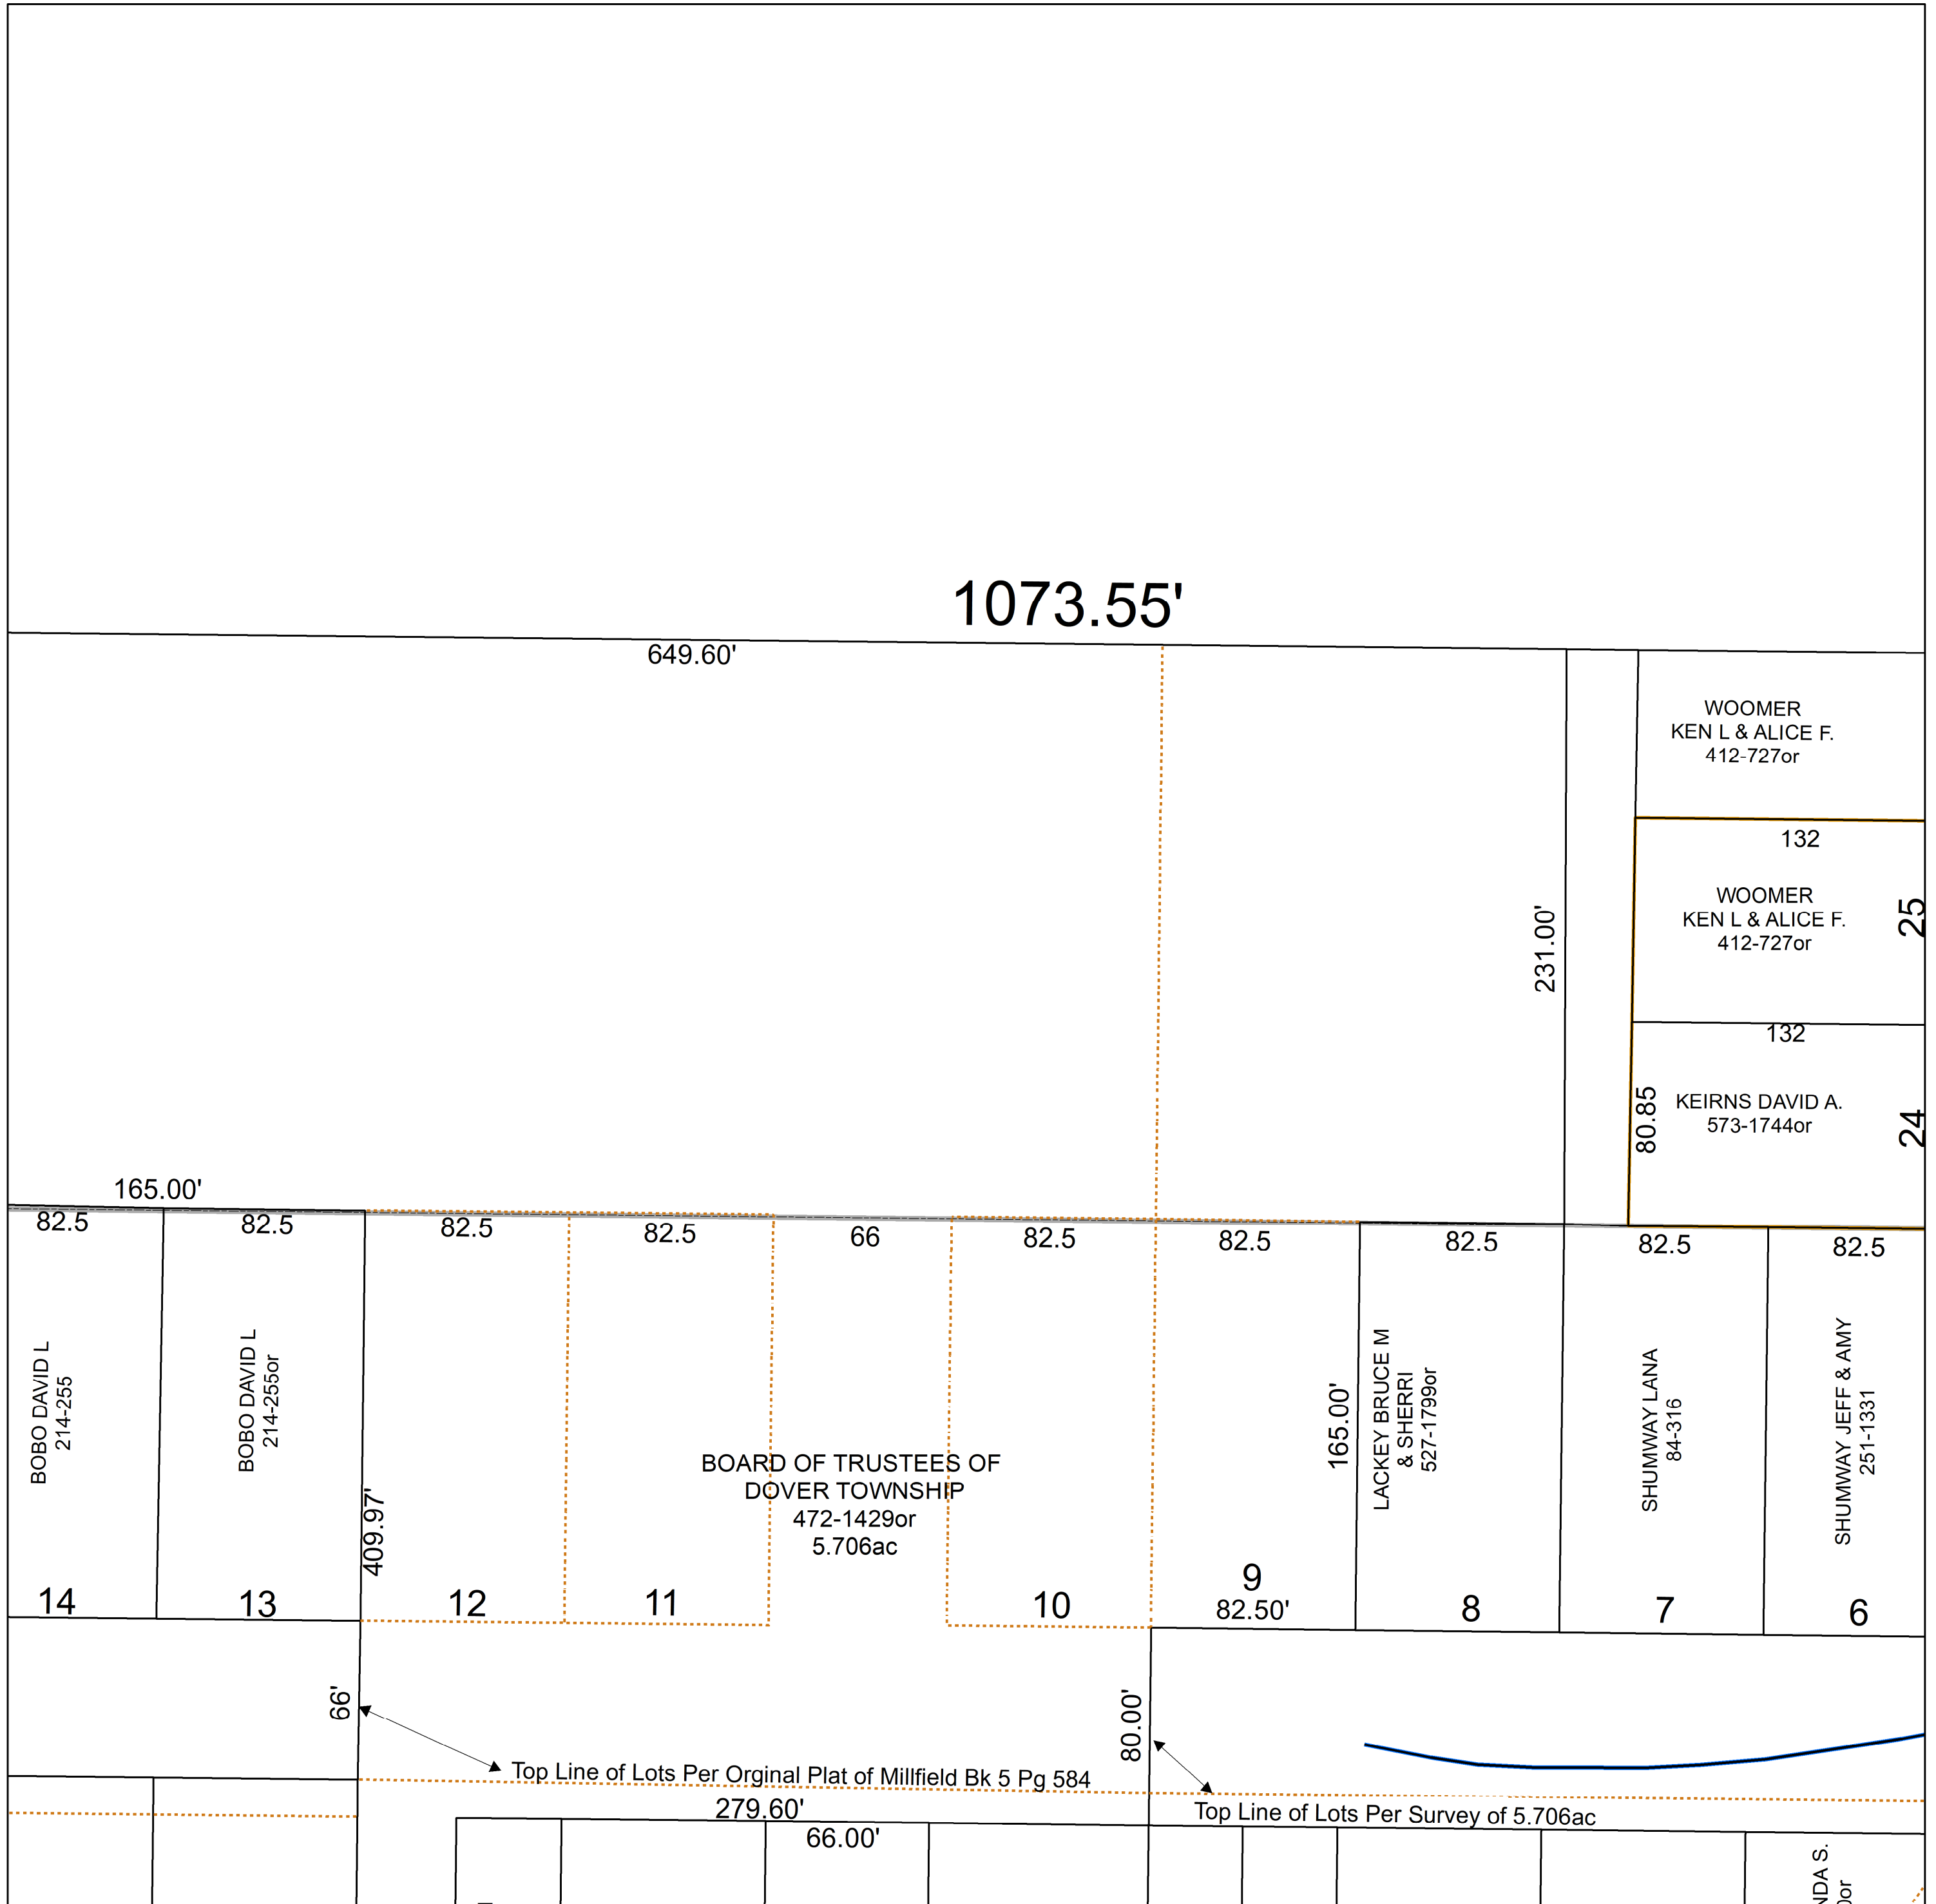 1073.55'
649.60'
WOOMER
KEN L & ALICE F.
412-727or
132
WOOMER
KEN L & ALICE F.
412-727or
25
231.00'
132
80.85
KEIRNS DAVID A.
573-1744or
24
165.00'
82.5
82.5
82.5
82.5
66
82.5
82.5
82.5
82.5
82.5
BOBO DAVID L
214-255
BOBO DAVID L
214-255or
409.97'
BOARD OF TRUSTEES OF
DOVER TOWNSHIP
472-1429or
5.706ac
165.00'
LACKEY BRUCE M
& SHERRI
527-1799or
SHUMWAY LANA
84-316
SHUMWAY JEFF & AMY
251-1331
14
13
12
11
10
9
82.50'
8
7
6
66'
80.00'
Top Line of Lots Per Orginal Plat of Millfield Bk 5 Pg 584
279.60'
Top Line of Lots Per Survey of 5.706ac
66.00'
NDA S.
0or